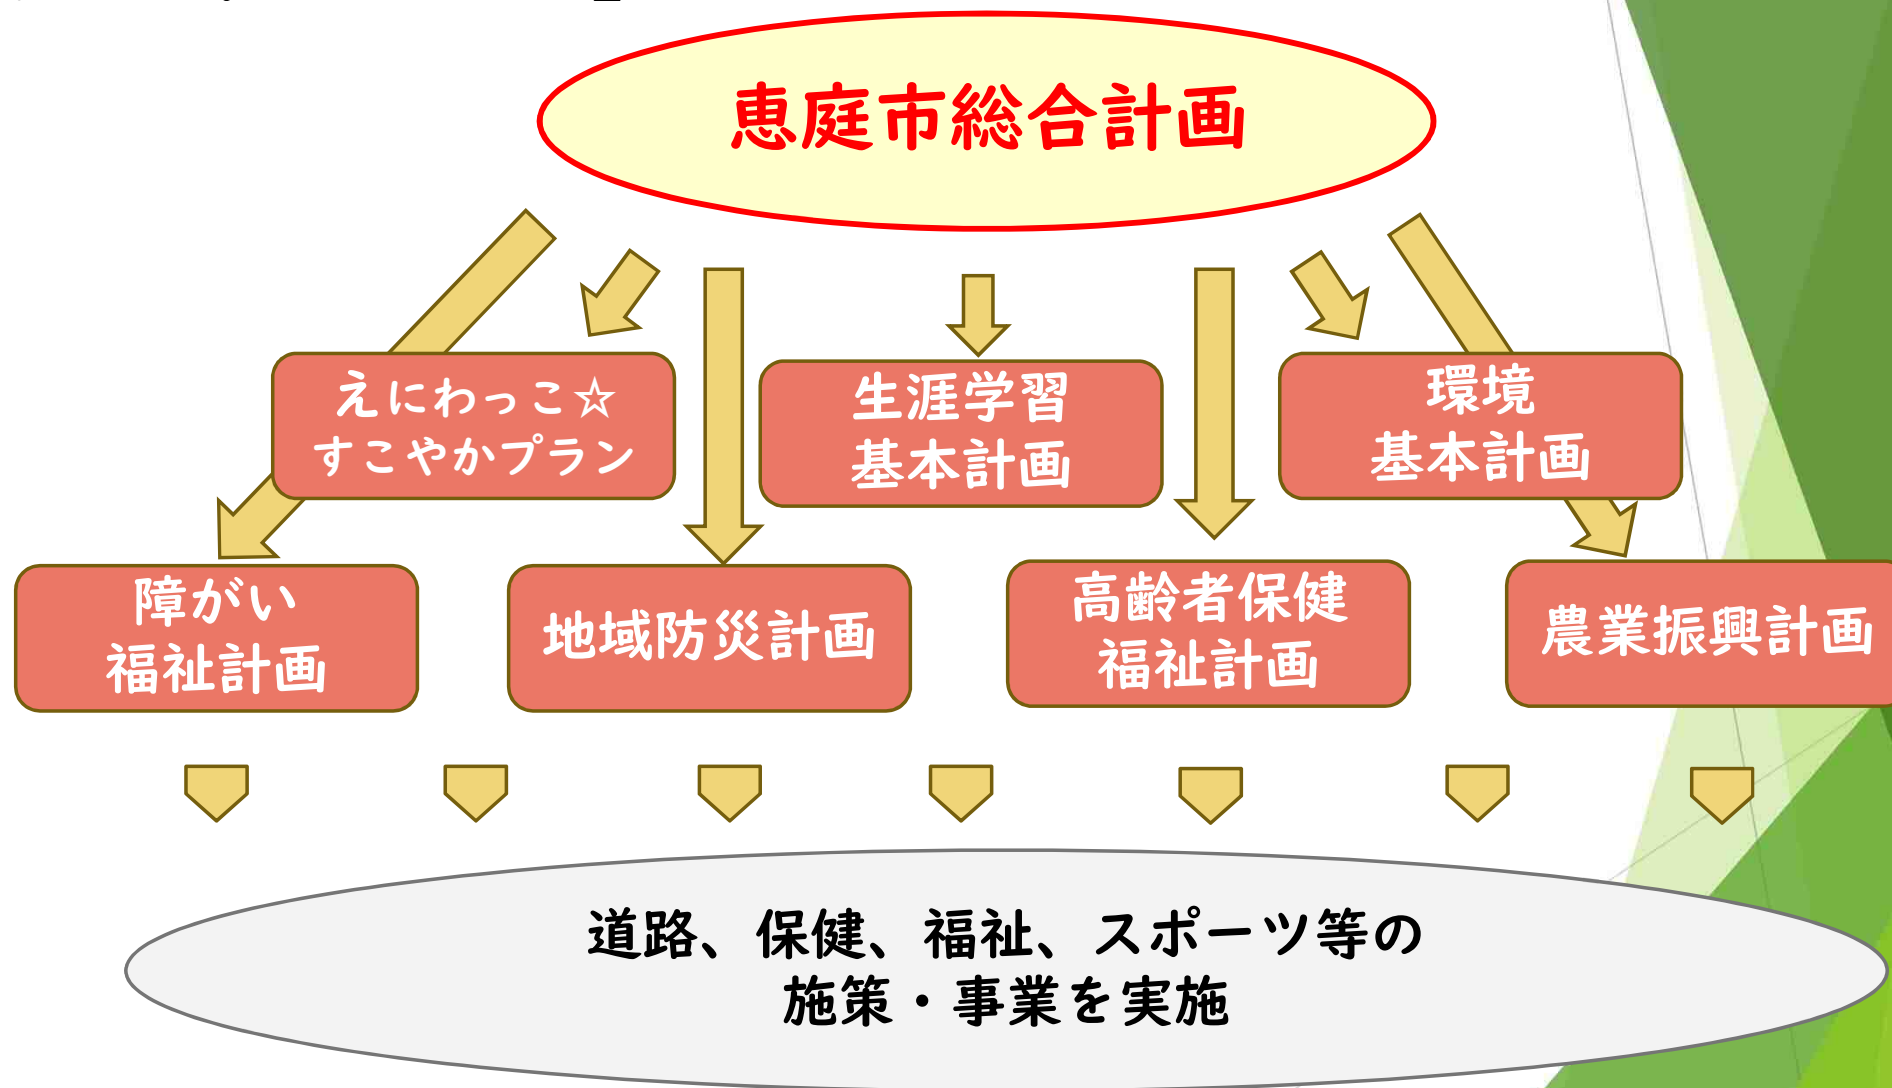 恵庭市総合計画
えにわっこ☆
すこやかプラン
生涯学習
基本計画
環境
基本計画
障がい
福祉計画
地域防災計画
高齢者保健
福祉計画
農業振興計画
道路、保健、福祉、スポーツ等の
施策・事業を実施